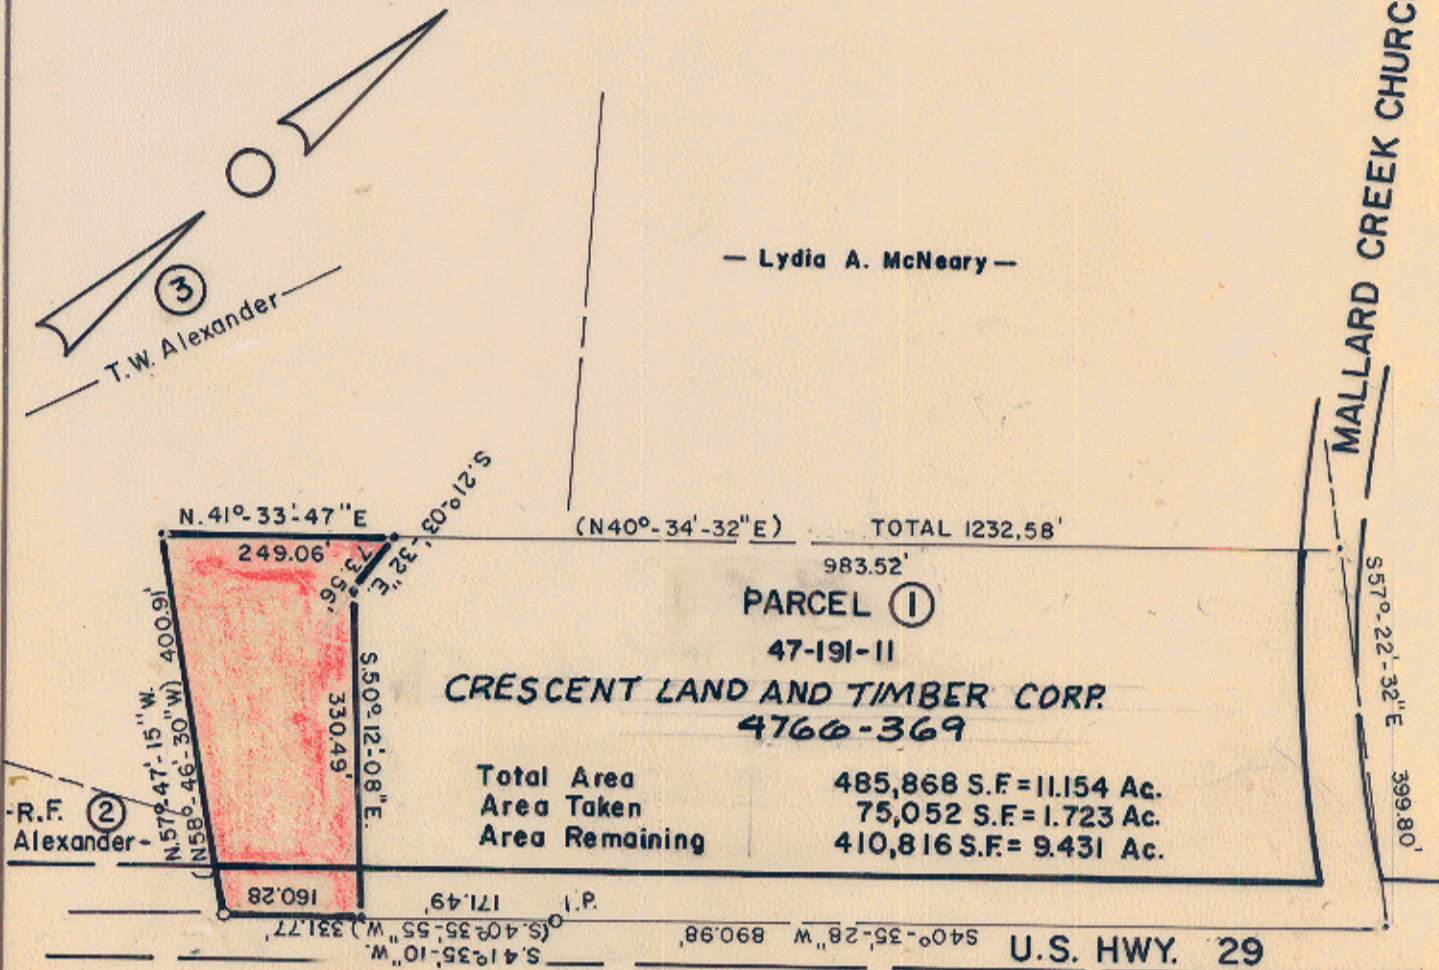 MALLARD CREEK CHURC
3
T.W. Alexander
— Lydia A. McNeary —
S.21°-03'-32"E.
73.56'
N.41°-33'-47"E
249.06'
(N40°-34'-32"E)
TOTAL 1232.58'
983.52'
PARCEL 1
47-191-11
CRESCENT LAND AND TIMBER CORP.
4766-369
Total Area 485,868 S.F.=11.154 Ac.
Area Taken 75,052 S.F.= 1.723 Ac.
Area Remaining 410,816 S.F.= 9.431 Ac.
N.57°-47'-15"W.
(N58°-46'-30"W) 400.91'
S.50°-12'-08"E.
330.49'
S57°-22'-32"E 399.80'
-R.F. 2
Alexander-
160.28
171.49'
I.P.
(S.40°-35'-55"W.) 331.77'
S.41°-35'-10"W.
S40°-35'-28"W 890.98'
U.S. HWY. 29